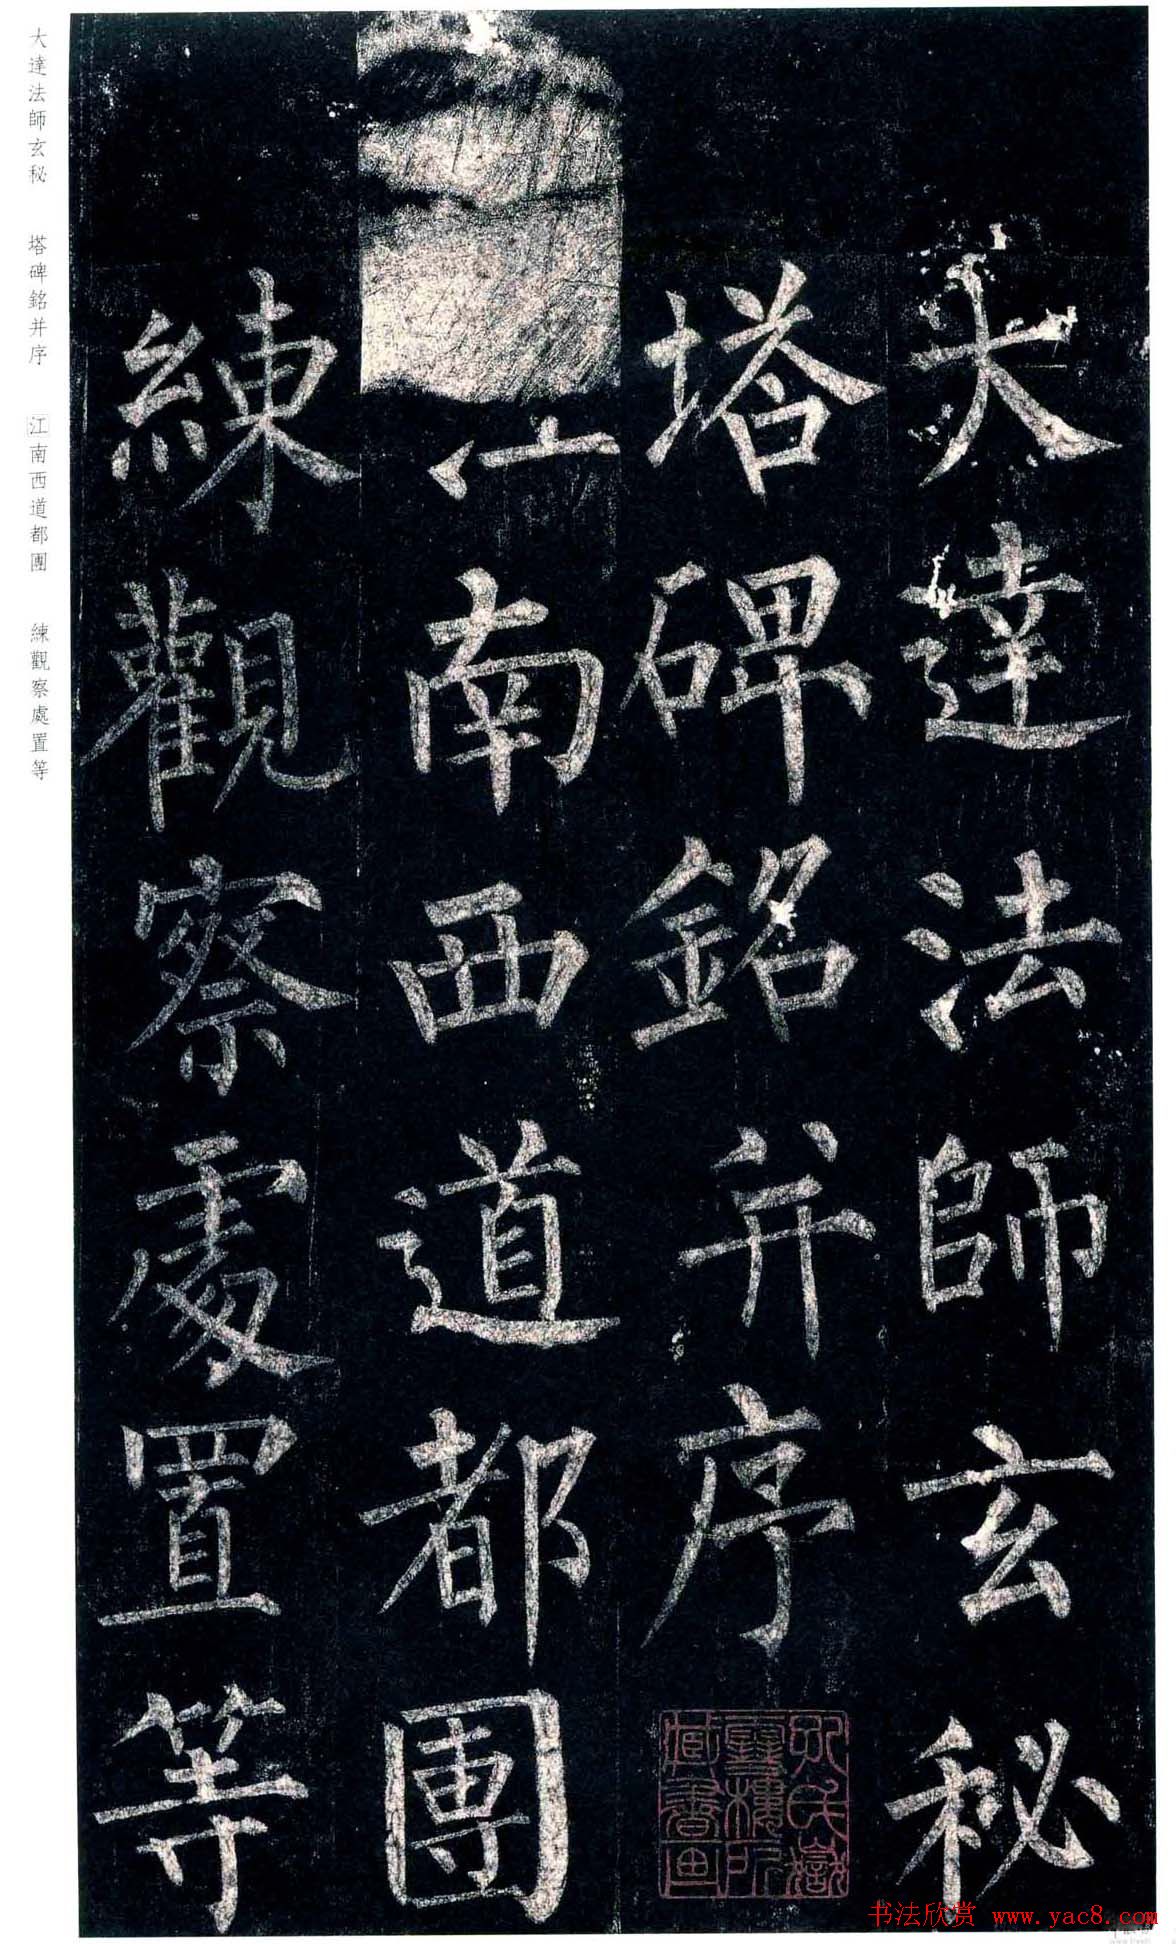 大達法師玄秘
塔碑銘并序
江南西道都團
練觀察處置等
大達法師玄秘 塔碑銘并序 江南西道都團 練觀察處置等
书法欣赏 www.yac8.com